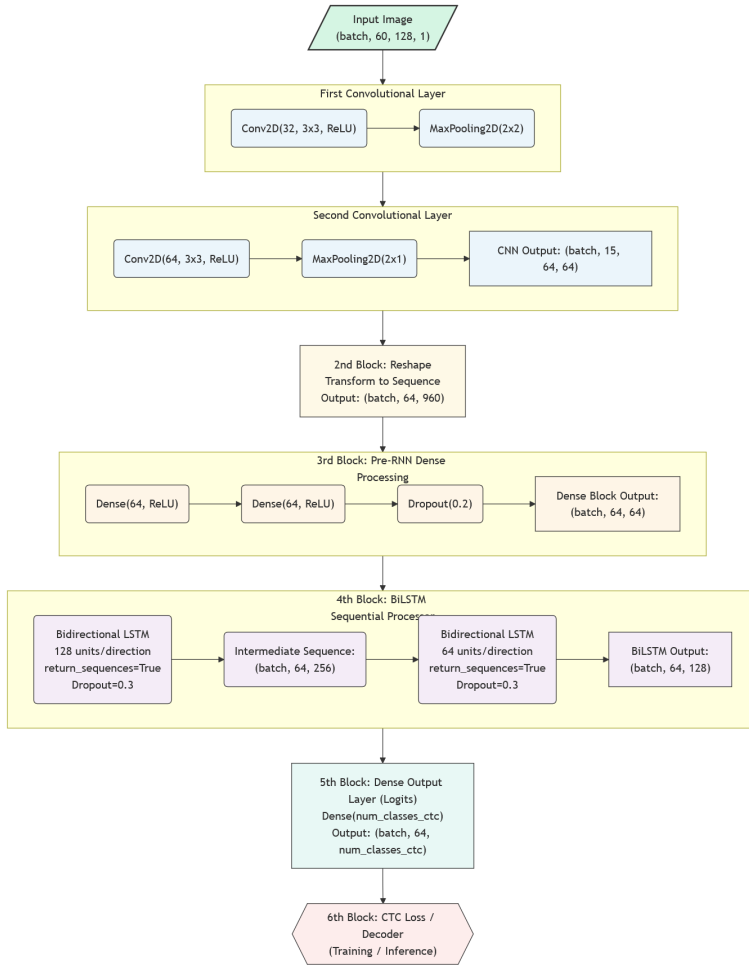 Input Image
(batch, 60, 128, 1)
First Convolutional Layer
Conv2D(32, 3x3, ReLU)
MaxPooling2D(2x2)
Second Convolutional Layer
Conv2D(64, 3x3, ReLU)
MaxPooling2D(2x1)
CNN Output: (batch, 15,
64, 64)
2nd Block: Reshape
Transform to Sequence
Output: (batch, 64, 960)
3rd Block: Pre-RNN Dense
Processing
Dense(64, ReLU)
Dense(64, ReLU)
Dropout(0.2)
Dense Block Output:
(batch, 64, 64)
4th Block: BiLSTM
Sequential Processor
Bidirectional LSTM
128 units/direction
return_sequences=True
Dropout=0.3
Intermediate Sequence:
(batch, 64, 256)
Bidirectional LSTM
64 units/direction
return_sequences=True
Dropout=0.3
BiLSTM Output:
(batch, 64, 128)
5th Block: Dense Output
Layer (Logits)
Dense(num_classes_ctc)
Output: (batch, 64,
num_classes_ctc)
6th Block: CTC Loss /
Decoder
(Training / Inference)